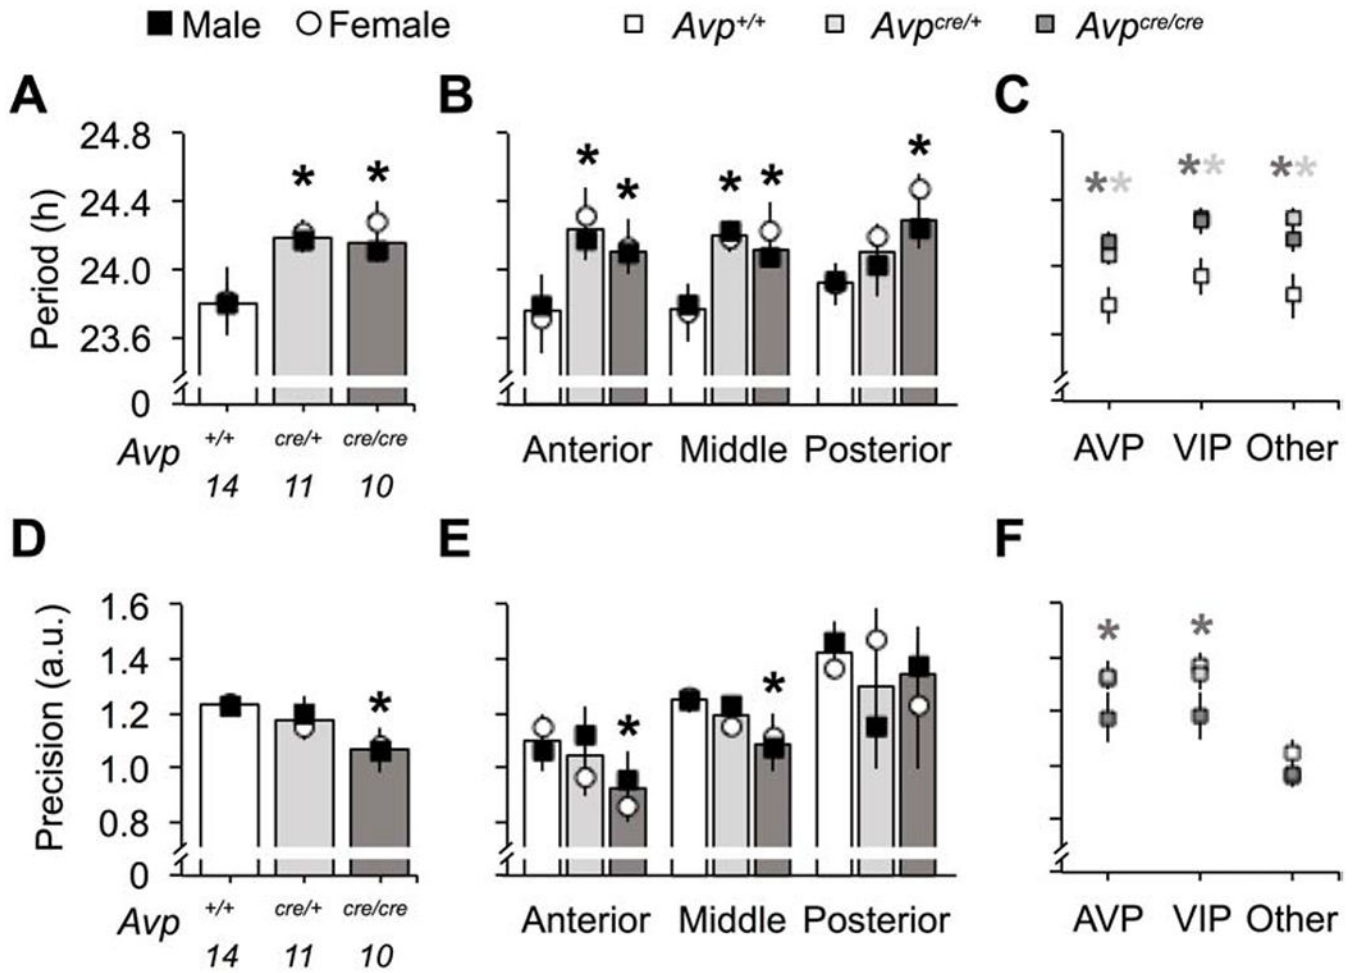 Male Female Avp+/+ Avpcre/+ Avpcre/cre
A B C
Period (h)
24.8
24.4
24.0
23.6
0
* * * * * * * ** ** **
Avp +/+ cre/+ cre/cre
14 11 10
Anterior Middle Posterior
AVP VIP Other
D E F
Precision (a.u.)
1.6
1.4
1.2
1.0
0.8
0
* * * * *
Avp +/+ cre/+ cre/cre
14 11 10
Anterior Middle Posterior
AVP VIP Other